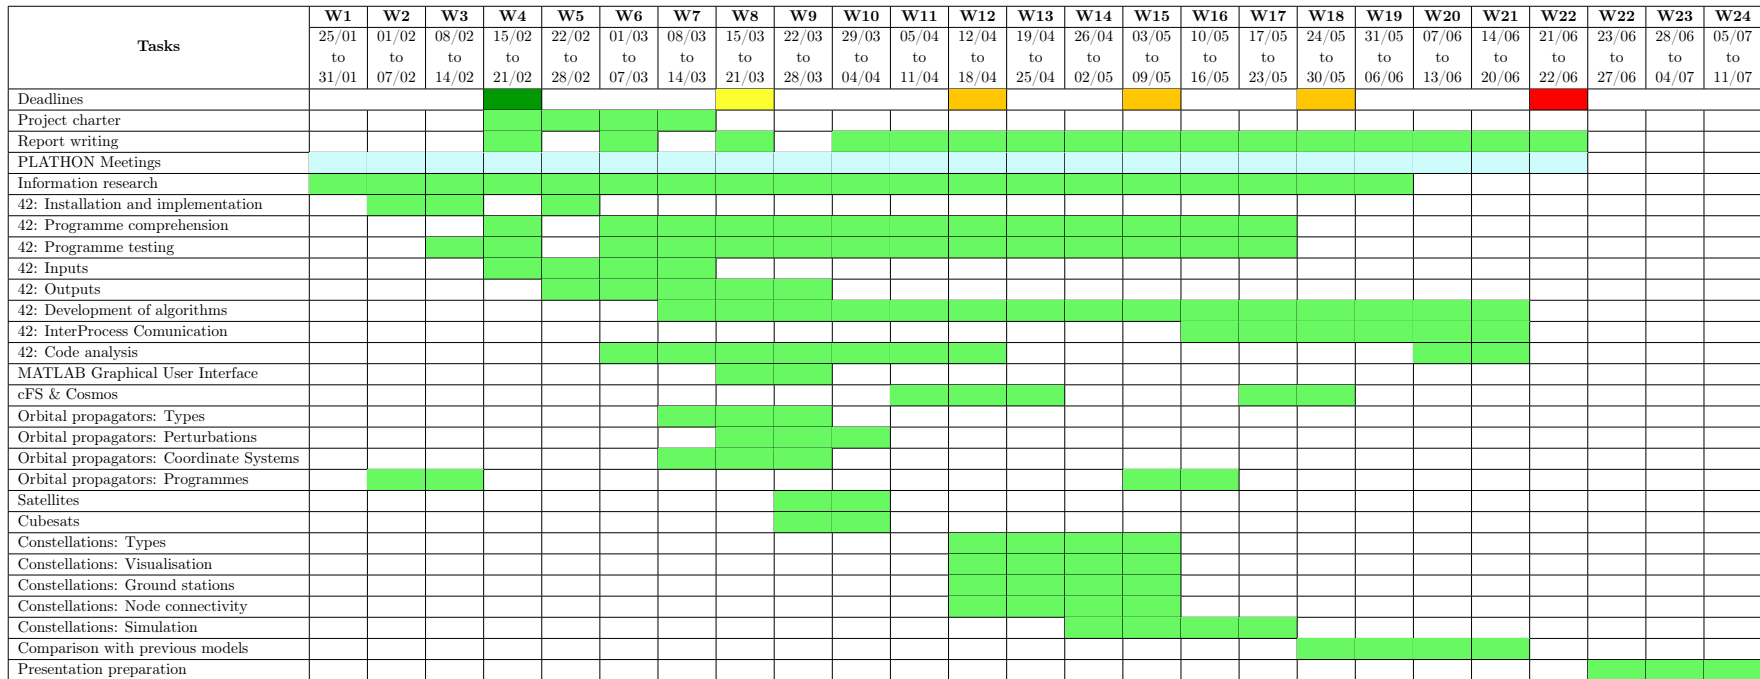 Tasks
W1 W2 W3 W4 W5 W6 W7 W8 W9 W10 W11 W12 W13 W14 W15 W16 W17 W18 W19 W20 W21 W22 W22 W23 W24
25/01 01/02 08/02 15/02 22/02 01/03 08/03 15/03 22/03 29/03 05/04 12/04 19/04 26/04 03/05 10/05 17/05 24/05 31/05 07/06 14/06 21/06 23/06 28/06 05/07
to to to to to to to to to to to to to to to to to to to to to to to to to
31/01 07/02 14/02 21/02 28/02 07/03 14/03 21/03 28/03 04/04 11/04 18/04 25/04 02/05 09/05 16/05 23/05 30/05 06/06 13/06 20/06 22/06 27/06 04/07 11/07
Deadlines
Project charter
Report writing
PLATHON Meetings
Information research
42: Installation and implementation
42: Programme comprehension
42: Programme testing
42: Inputs
42: Outputs
42: Development of algorithms
42: InterProcess Comunication
42: Code analysis
MATLAB Graphical User Interface
cFS & Cosmos
Orbital propagators: Types
Orbital propagators: Perturbations
Orbital propagators: Coordinate Systems
Orbital propagators: Programmes
Satellites
Cubesats
Constellations: Types
Constellations: Visualisation
Constellations: Ground stations
Constellations: Node connectivity
Constellations: Simulation
Comparison with previous models
Presentation preparation